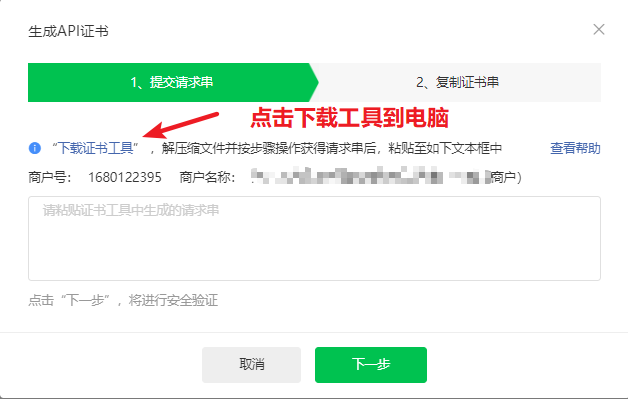 生成API证书
1、提交请求串
2、复制证书串
点击下载工具到电脑
“下载证书工具”，解压缩文件并按步骤操作获得请求串后，粘贴至如下文本框中
查看帮助
商户号： 1680122395 商户名称： 商户）
请粘贴证书工具中生成的请求串
点击“下一步”，将进行安全验证
取消
下一步